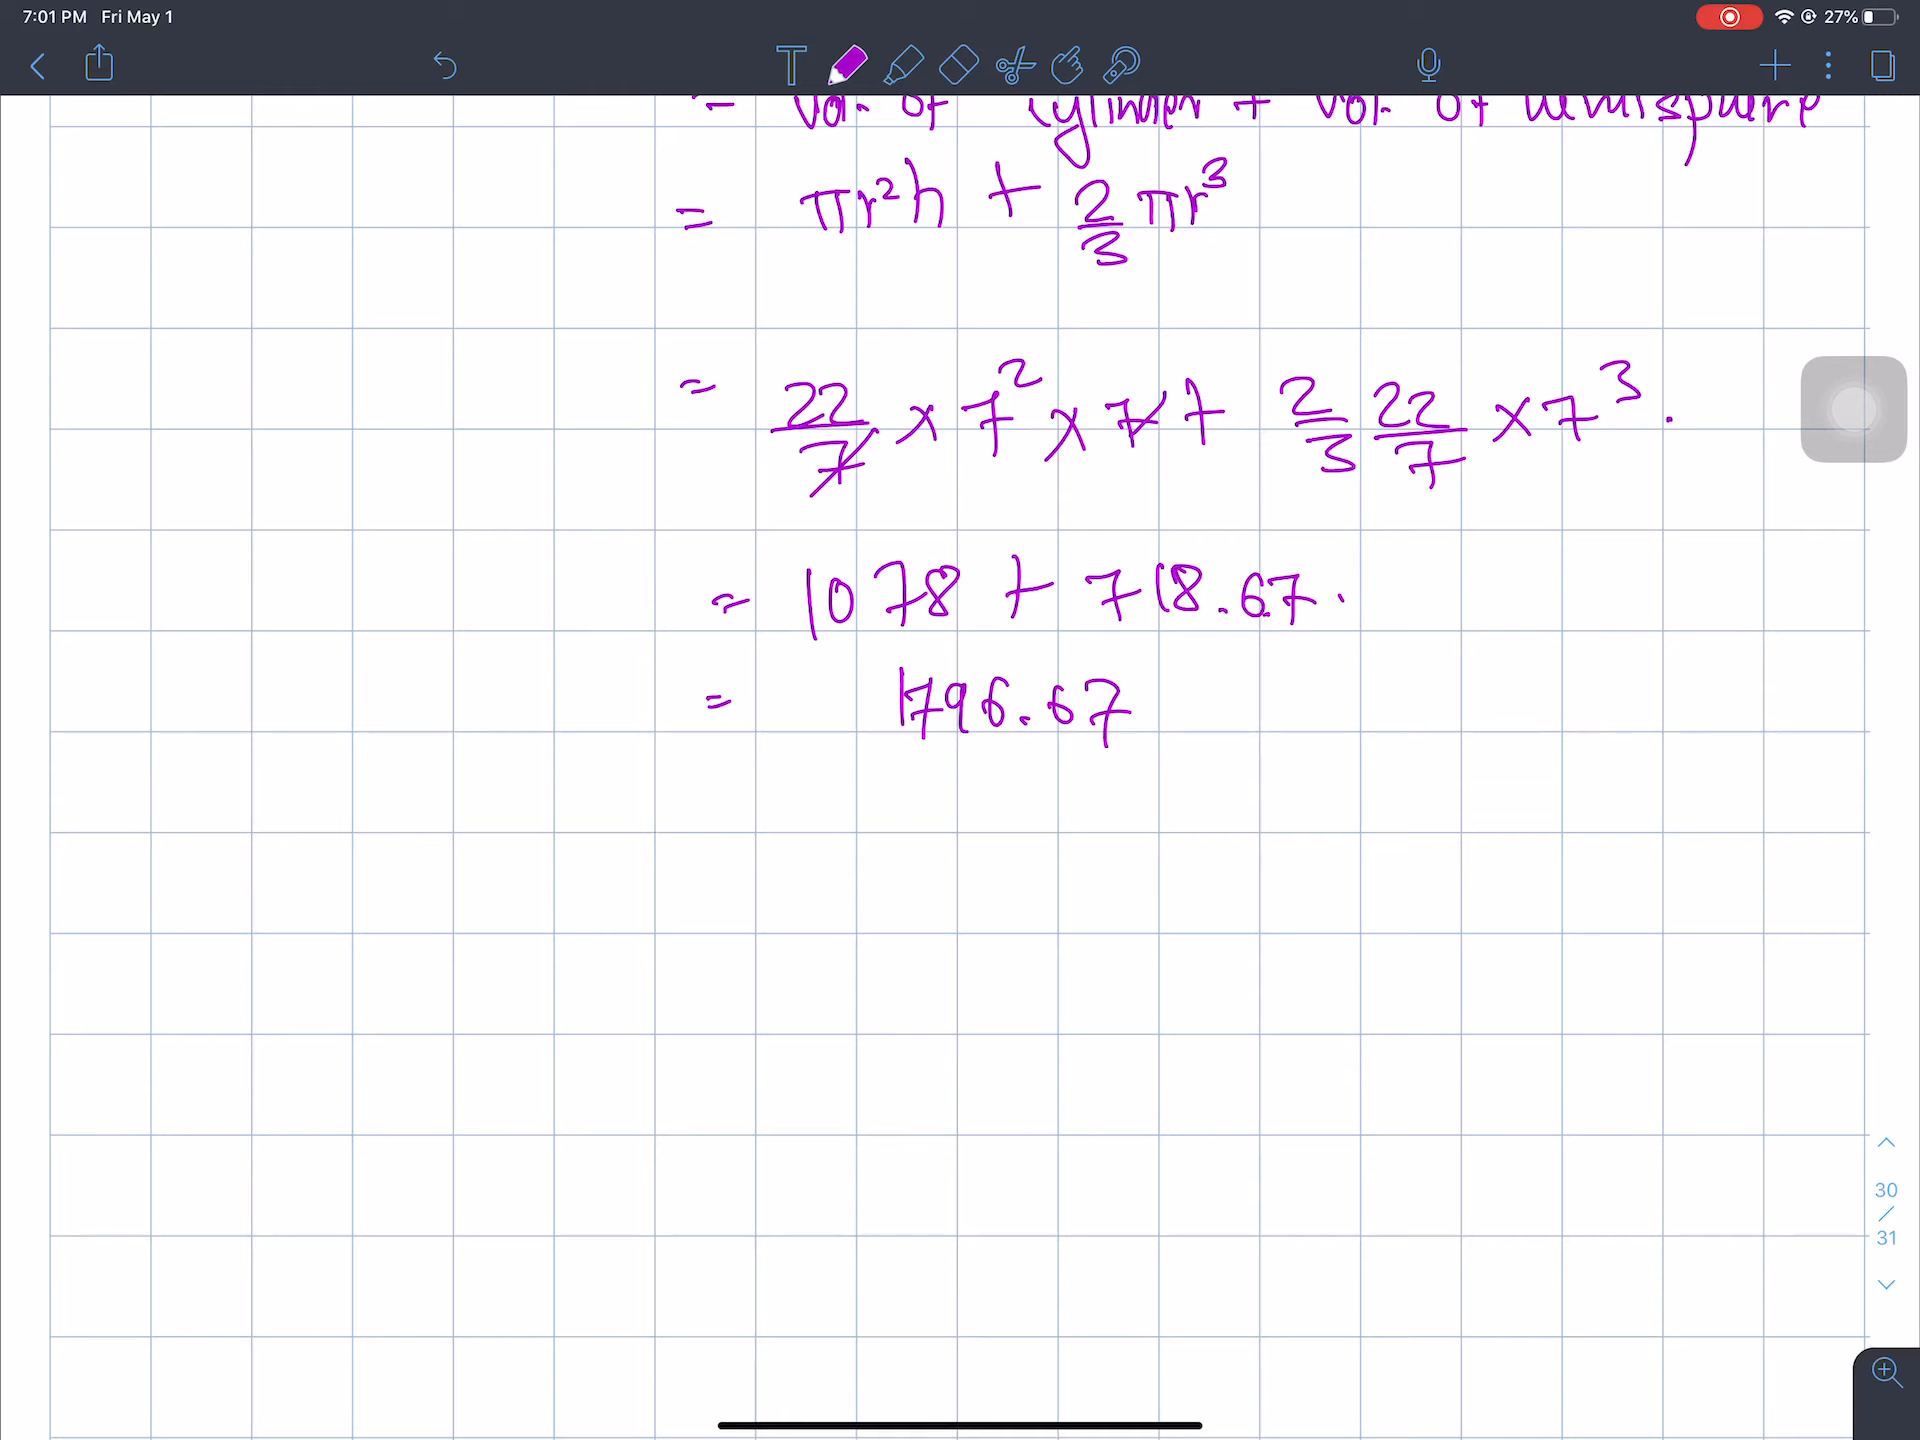 7:01 PM Fri May 1 27%
= Vol. of cylinder + Vol. of hemisphere
= πr²h + 2/3 πr³
= 22/7 × 7² × 7 + 2/3 22/7 × 7³.
= 1078 + 718.67.
= 1796.67
30
/
31